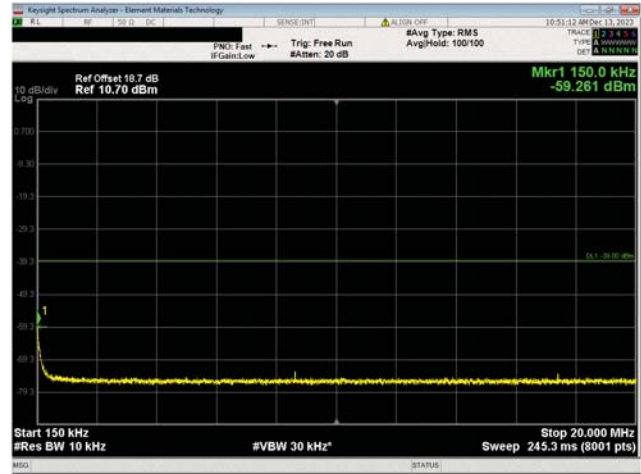 Keysight Spectrum Analyzer - Element Materials Technology
RL RF 50 Ω DC SENSE:INT ALIGN OFF 10:51:12 AM Dec 13, 2023
PNO: Fast Trig: Free Run #Avg Type: RMS TRACE 1 2 3 4 5 6
IFGain:Low #Atten: 20 dB Avg|Hold: 100/100 TYPE A WWWWW
DET A N N N N N
Mkr1 150.0 kHz
Ref Offset 18.7 dB
10 dB/div Ref 10.70 dBm -59.261 dBm
Log
0.700
-9.30
-19.3
-29.3
-39.3 DL1 -39.00 dBm
-49.3
1
-59.3
-69.3
-79.3
Start 150 kHz Stop 20.000 MHz
#Res BW 10 kHz #VBW 30 kHz* Sweep 245.3 ms (8001 pts)
MSG STATUS